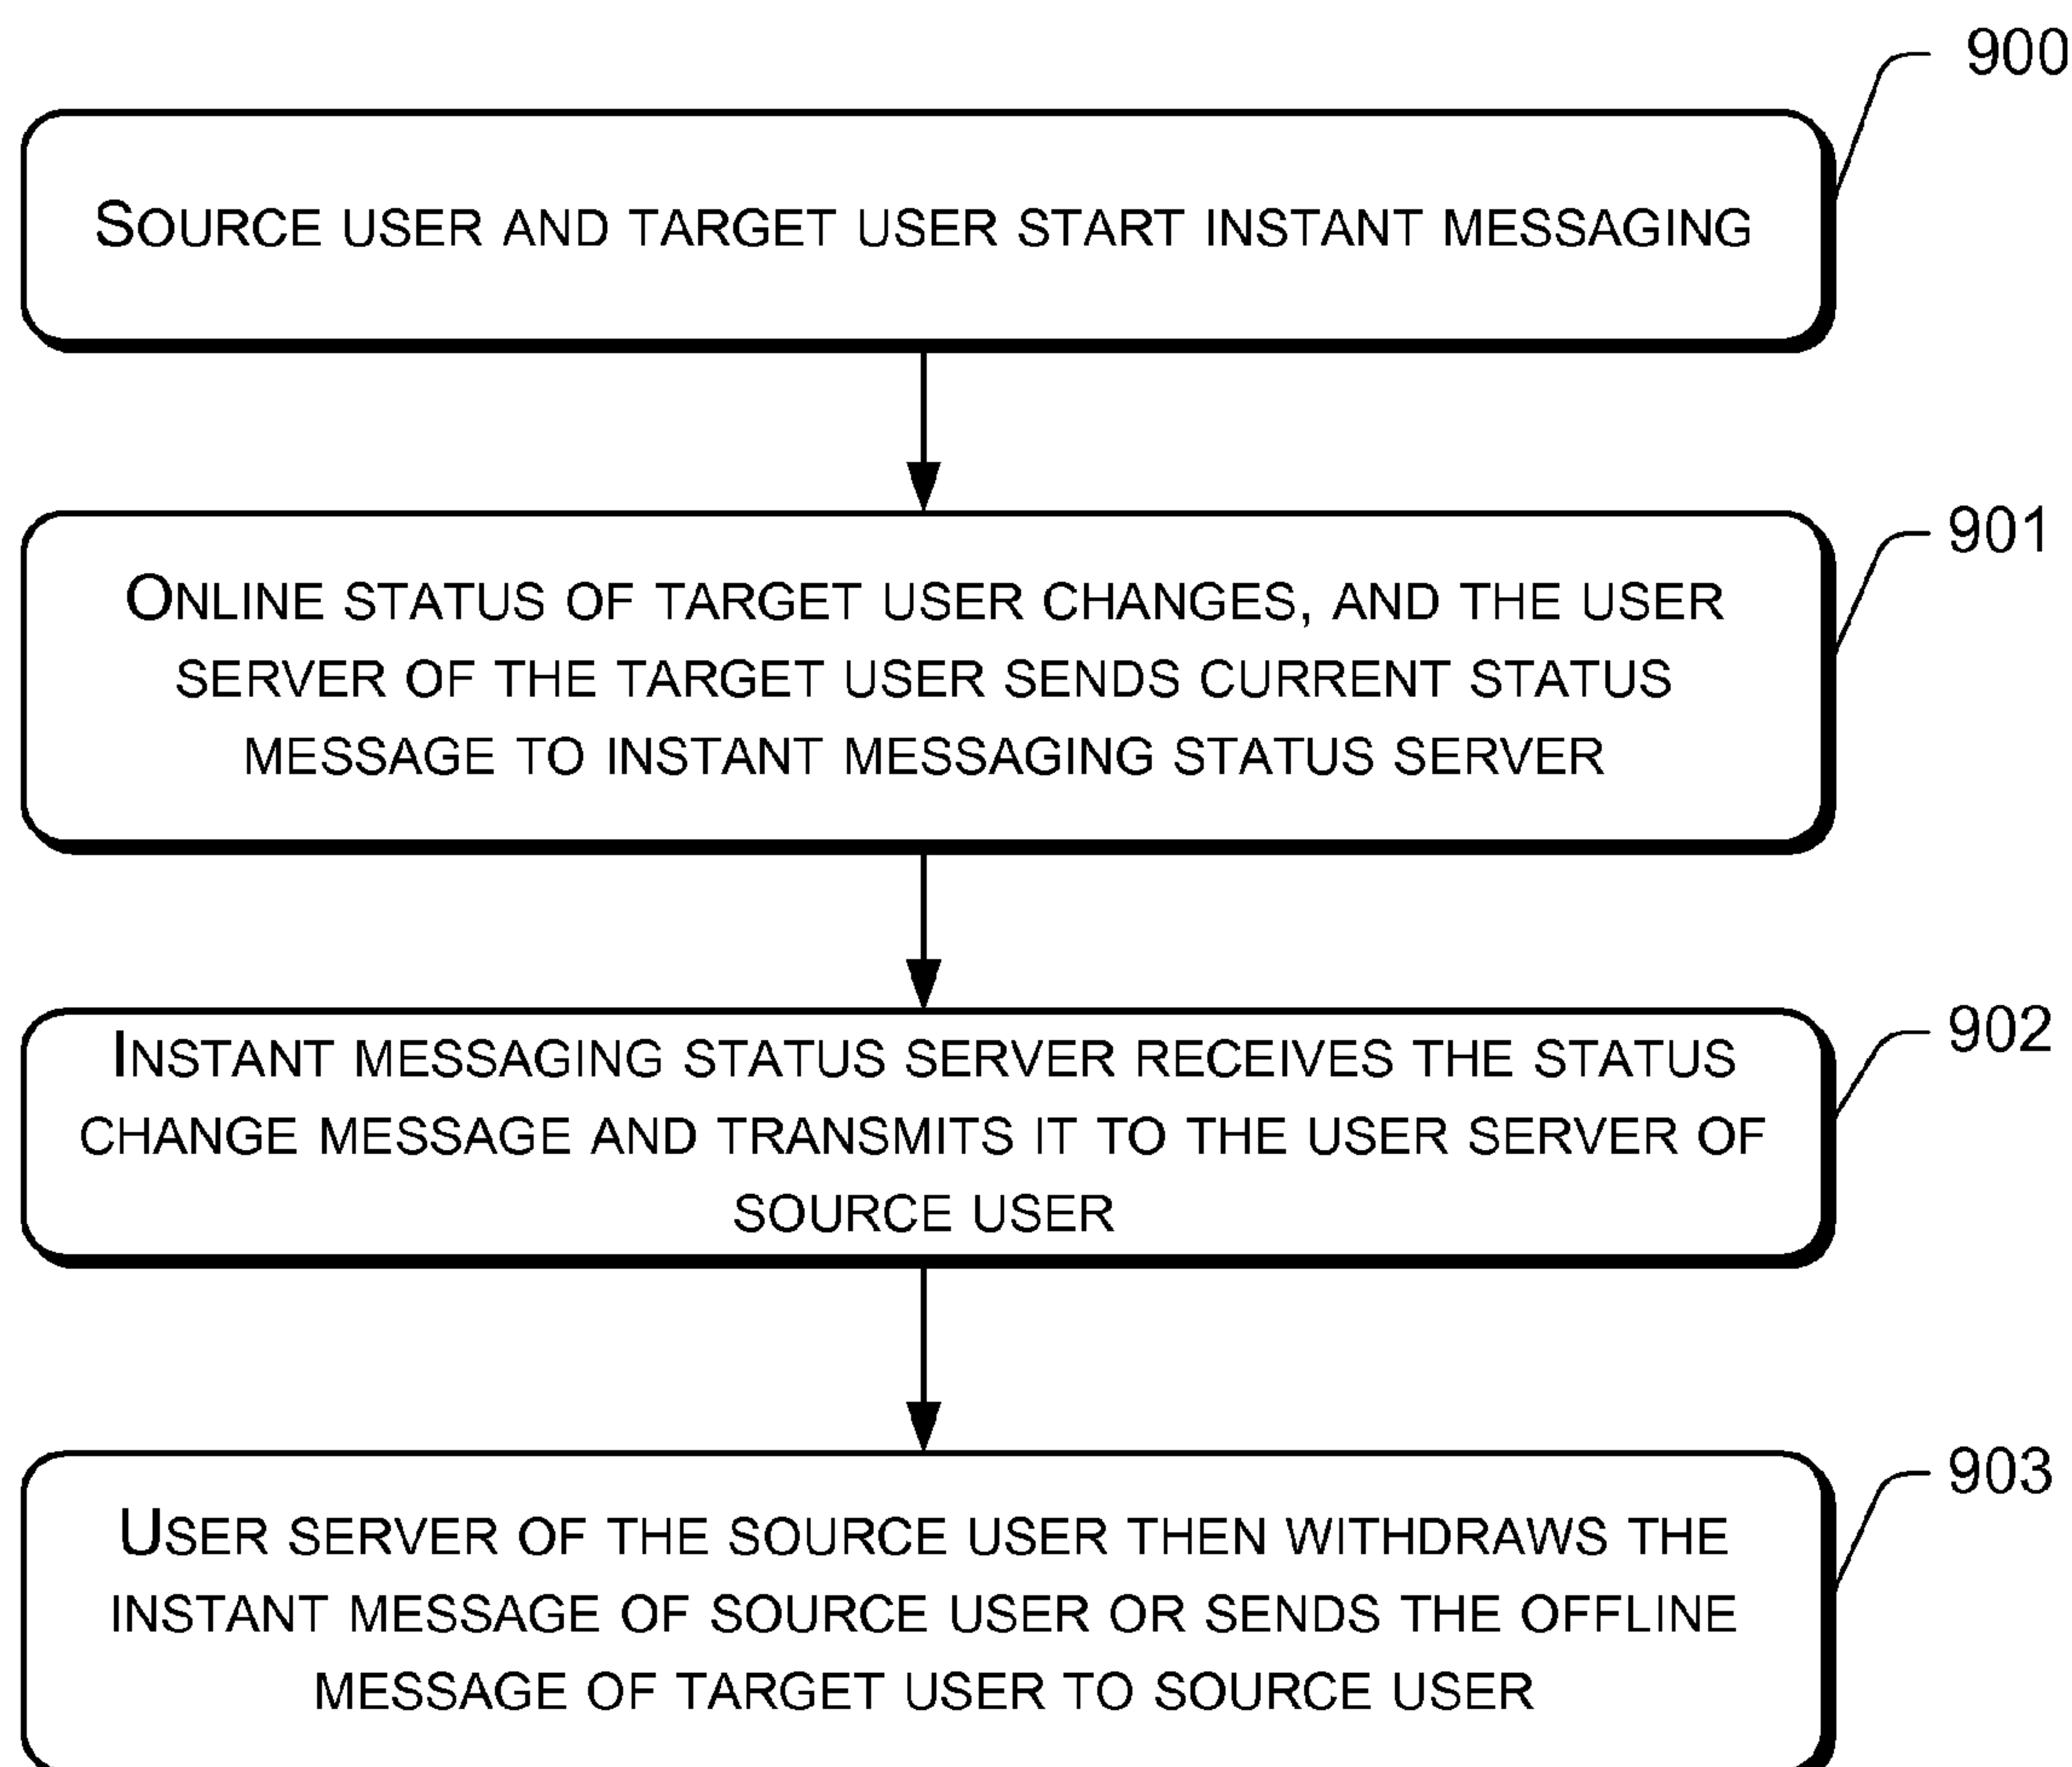 900
SOURCE USER AND TARGET USER START INSTANT MESSAGING
901
ONLINE STATUS OF TARGET USER CHANGES, AND THE USER
SERVER OF THE TARGET USER SENDS CURRENT STATUS
MESSAGE TO INSTANT MESSAGING STATUS SERVER
902
INSTANT MESSAGING STATUS SERVER RECEIVES THE STATUS
CHANGE MESSAGE AND TRANSMITS IT TO THE USER SERVER OF
SOURCE USER
903
USER SERVER OF THE SOURCE USER THEN WITHDRAWS THE
INSTANT MESSAGE OF SOURCE USER OR SENDS THE OFFLINE
MESSAGE OF TARGET USER TO SOURCE USER